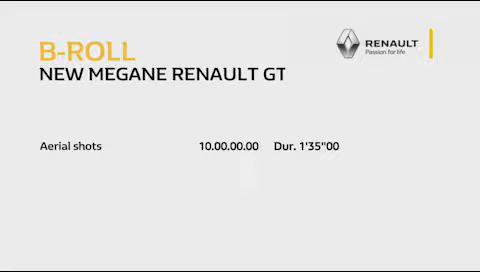 B-ROLL
NEW MEGANE RENAULT GT
RENAULT
Passion for life
Aerial shots 10.00.00.00 Dur. 1'35"00